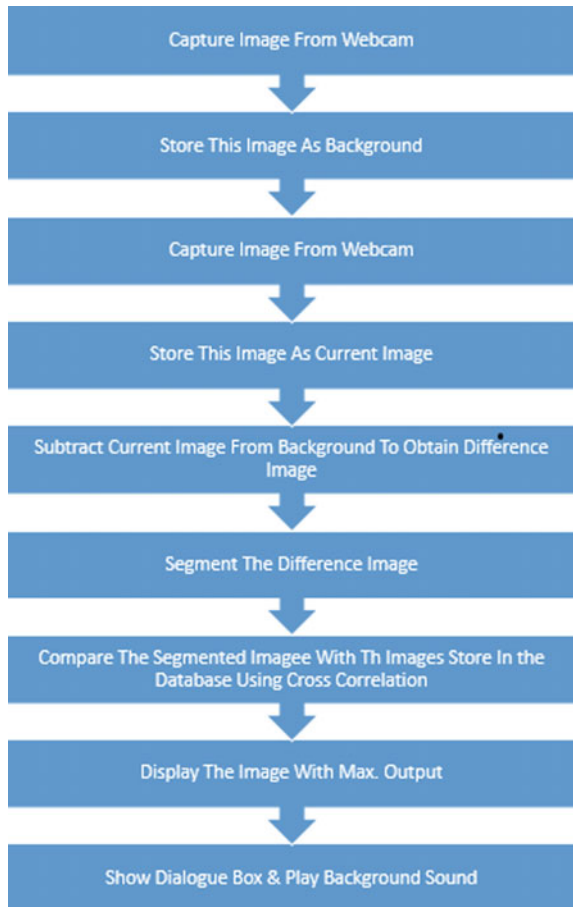 Capture Image From Webcam
Store This Image As Background
Capture Image From Webcam
Store This Image As Current Image
Subtract Current Image From Background To Obtain Difference
Image
Segment The Difference Image
Compare The Segmented Imagee With Th Images Store In the
Database Using Cross Correlation
Display The Image With Max. Output
Show Dialogue Box & Play Background Sound